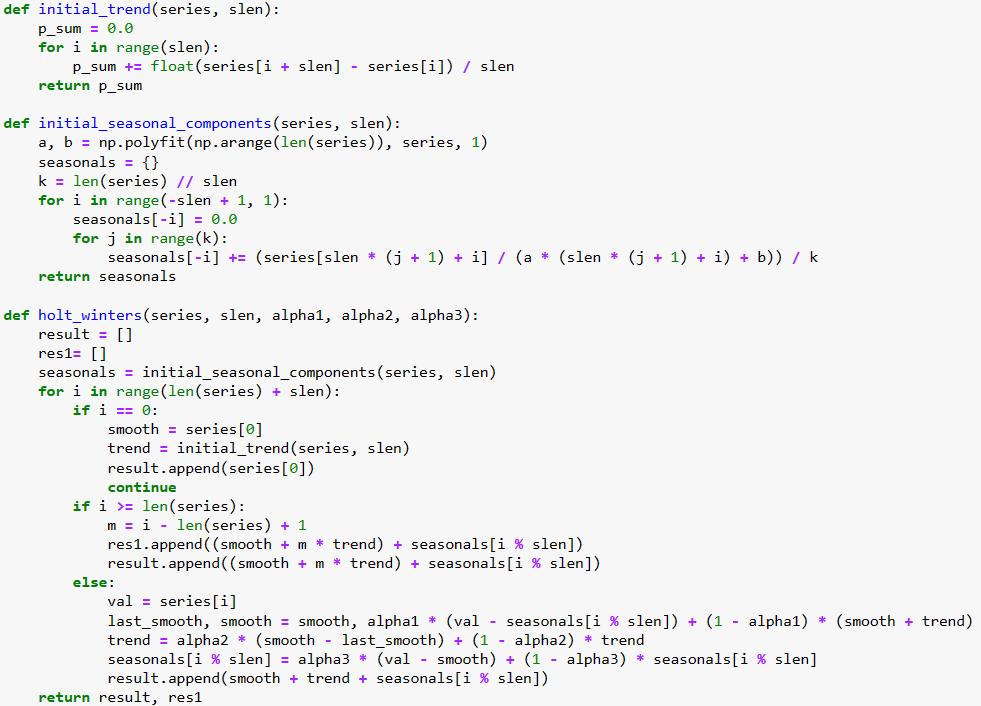 def initial_trend(series, slen):
    p_sum = 0.0
    for i in range(slen):
        p_sum += float(series[i + slen] - series[i]) / slen
    return p_sum

def initial_seasonal_components(series, slen):
    a, b = np.polyfit(np.arange(len(series)), series, 1)
    seasonals = {}
    k = len(series) // slen
    for i in range(-slen + 1, 1):
        seasonals[-i] = 0.0
        for j in range(k):
            seasonals[-i] += (series[slen * (j + 1) + i] / (a * (slen * (j + 1) + i) + b)) / k
    return seasonals

def holt_winters(series, slen, alpha1, alpha2, alpha3):
    result = []
    res1= []
    seasonals = initial_seasonal_components(series, slen)
    for i in range(len(series) + slen):
        if i == 0:
            smooth = series[0]
            trend = initial_trend(series, slen)
            result.append(series[0])
            continue
        if i >= len(series):
            m = i - len(series) + 1
            res1.append((smooth + m * trend) + seasonals[i % slen])
            result.append((smooth + m * trend) + seasonals[i % slen])
        else:
            val = series[i]
            last_smooth, smooth = smooth, alpha1 * (val - seasonals[i % slen]) + (1 - alpha1) * (smooth + trend)
            trend = alpha2 * (smooth - last_smooth) + (1 - alpha2) * trend
            seasonals[i % slen] = alpha3 * (val - smooth) + (1 - alpha3) * seasonals[i % slen]
            result.append(smooth + trend + seasonals[i % slen])
    return result, res1